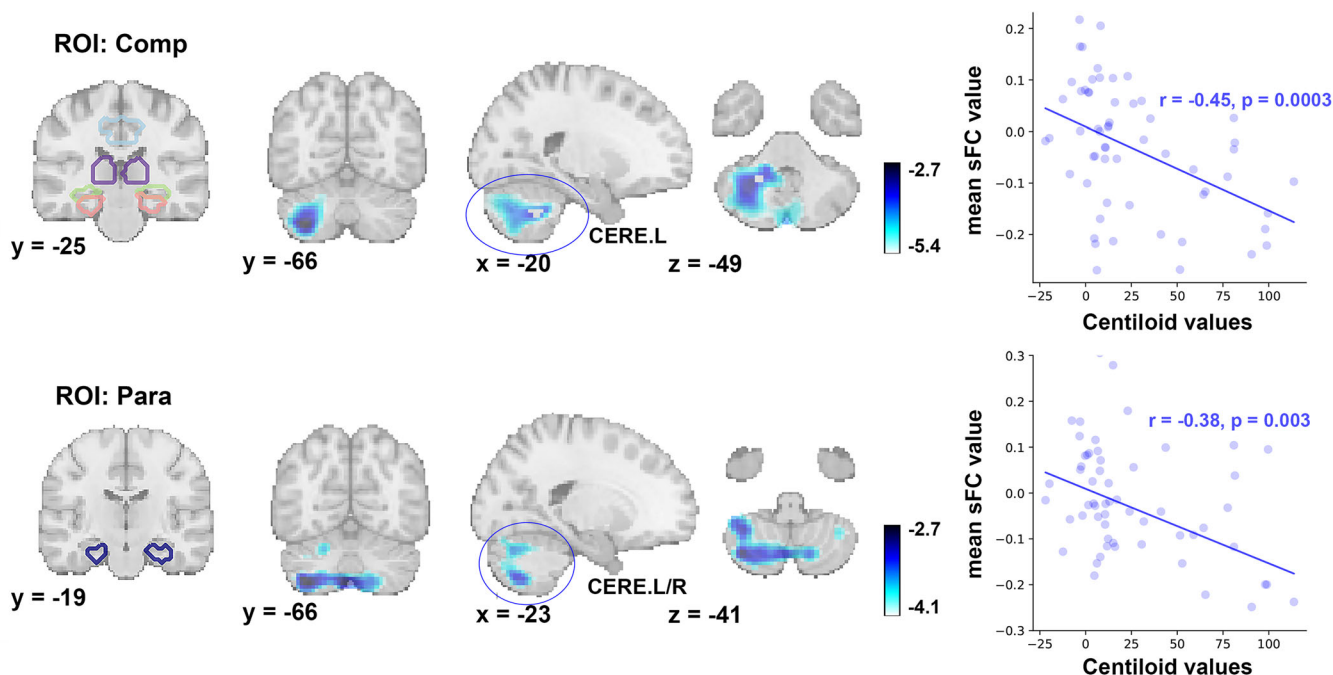 ROI: Comp
y = -25
y = -66
x = -20
CERE.L
z = -49
-2.7
-5.4
mean sFC value
0.2
0.1
0.0
−0.1
−0.2
r = -0.45, p = 0.0003
−25 0 25 50 75 100
Centiloid values
ROI: Para
y = -19
y = -66
x = -23
CERE.L/R
z = -41
-2.7
-4.1
mean sFC value
0.3
0.2
0.1
0.0
−0.1
−0.2
−0.3
r = -0.38, p = 0.003
−25 0 25 50 75 100
Centiloid values